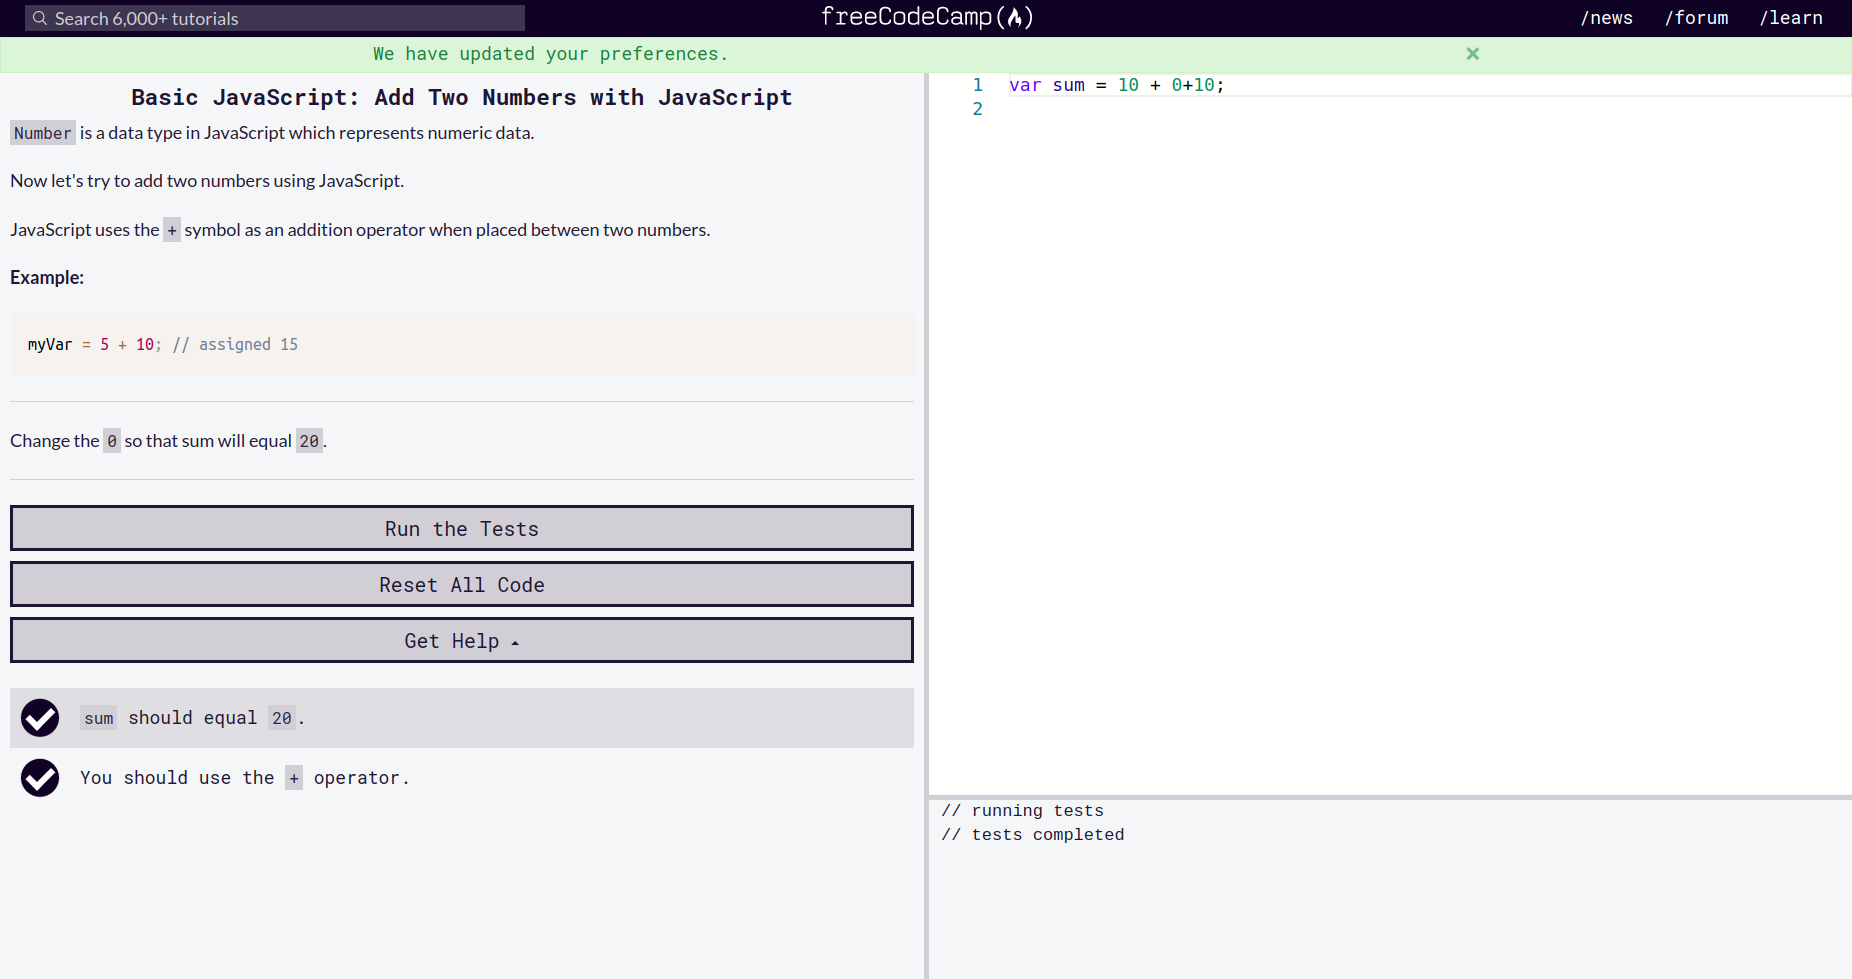 Search 6,000+ tutorials
freeCodeCamp(🔥)
/news /forum /learn
We have updated your preferences. ×
Basic JavaScript: Add Two Numbers with JavaScript
Number is a data type in JavaScript which represents numeric data.
Now let's try to add two numbers using JavaScript.
JavaScript uses the + symbol as an addition operator when placed between two numbers.
Example:
myVar = 5 + 10; // assigned 15
Change the 0 so that sum will equal 20.
Run the Tests
Reset All Code
Get Help
sum should equal 20.
You should use the + operator.
1 var sum = 10 + 0+10;
2
// running tests
// tests completed